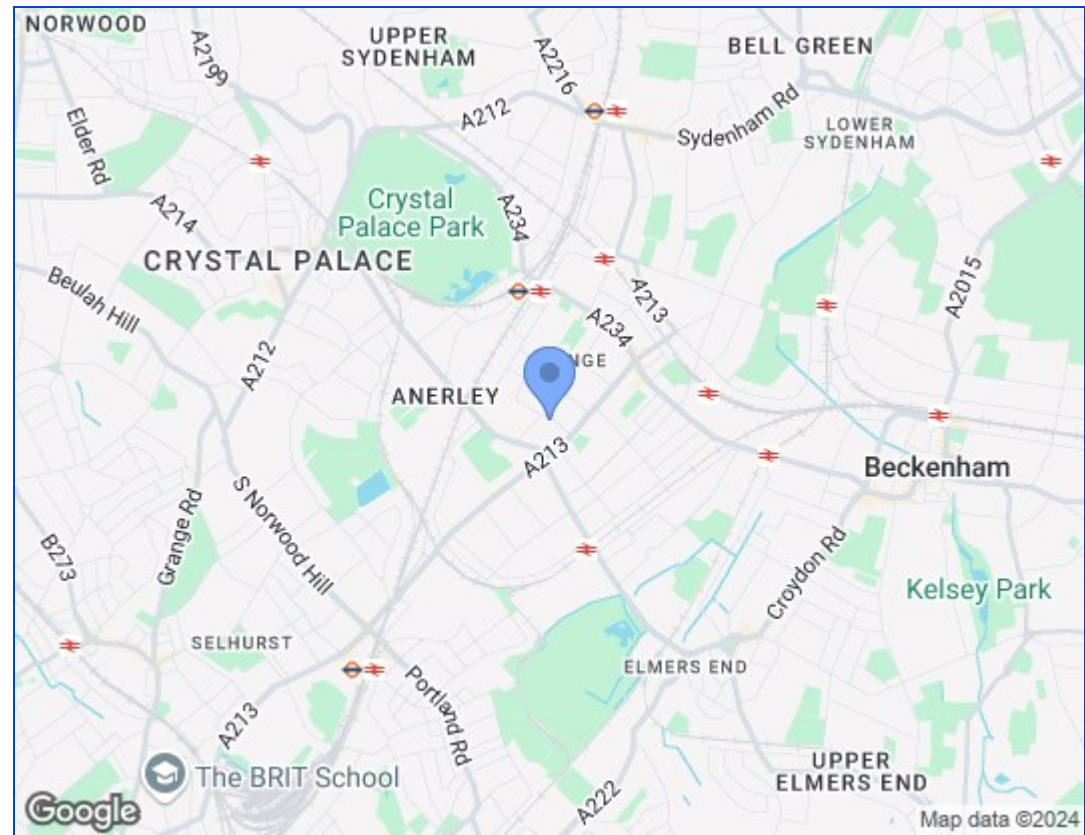 NORWOOD
UPPER
SYDENHAM
BELL GREEN
A2199
A2216
A212
Sydenham Rd
LOWER
SYDENHAM
Elder Rd
A214
Crystal
Palace Park
A234
CRYSTAL PALACE
A213
A2015
Beulah Hill
A234
A212
NGE
ANERLEY
A213
Beckenham
S Norwood Hill
Grange Rd
B273
Croydon Rd
Kelsey Park
SELHURST
ELMERS END
Portland Rd
A213
The BRIT School
UPPER
ELMERS END
A222
Google
Map data ©2024